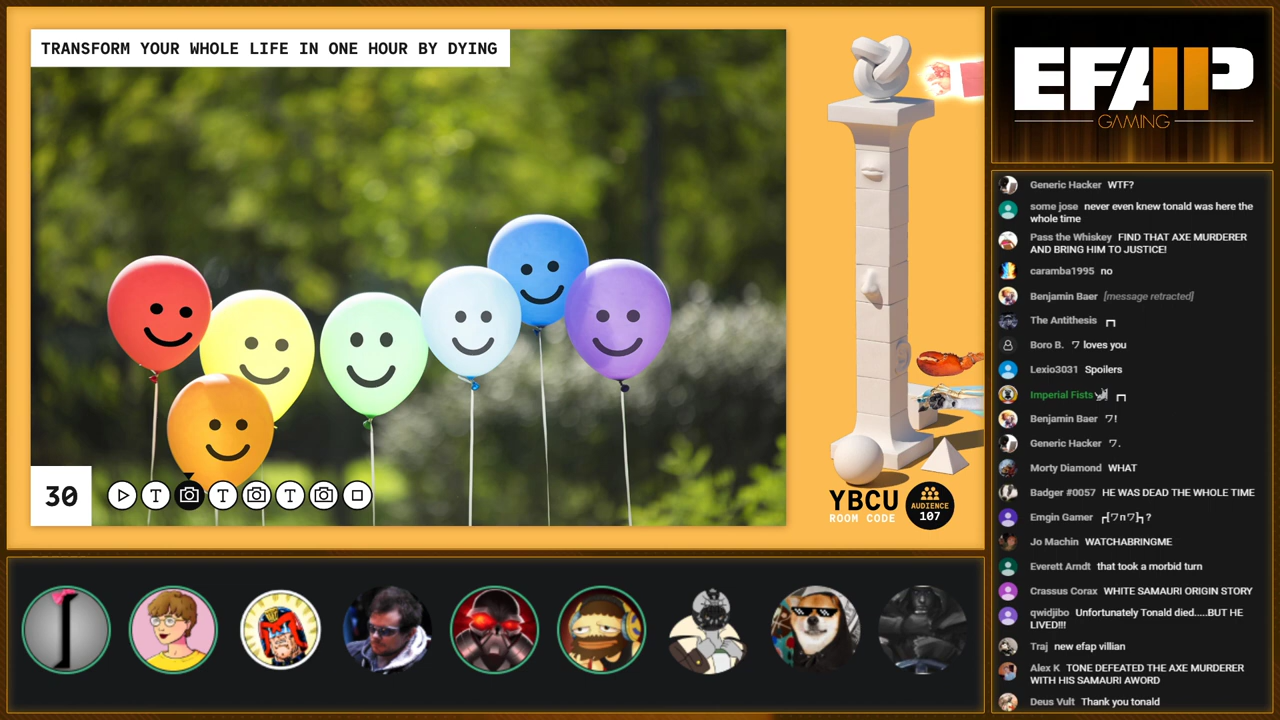 TRANSFORM YOUR WHOLE LIFE IN ONE HOUR BY DYING
30
T
T
T
YBCU
ROOM CODE
AUDIENCE
107
EFAP
GAMING
Generic Hacker WTF?
some jose never even knew tonald was here the
whole time
Pass the Whiskey FIND THAT AXE MURDERER
AND BRING HIM TO JUSTICE!
caramba1995 no
Benjamin Baer [message retracted]
The Antithesis
Boro B. ワ loves you
Lexio3031 Spoilers
Imperial Fists
Benjamin Baer ワ!
Generic Hacker ワ.
Morty Diamond WHAT
Badger #0057 HE WAS DEAD THE WHOLE TIME
Emgin Gamer
Jo Machin WATCHABRINGME
Everett Arndt that took a morbid turn
Crassus Corax WHITE SAMAURI ORIGIN STORY
qwidjibo Unfortunately Tonald died.....BUT HE
LIVED!!!
Traj new efap villian
Alex K TONE DEFEATED THE AXE MURDERER
WITH HIS SAMAURI AWORD
Deus Vult Thank you tonald